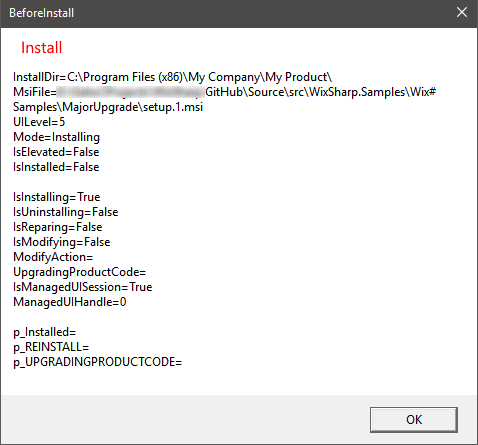 BeforeInstall
Install
InstallDir=C:\Program Files (x86)\My Company\My Product\
MsiFile= GitHub\Source\src\WixSharp.Samples\Wix#
Samples\MajorUpgrade\setup.1.msi
UILevel=5
Mode=Installing
IsElevated=False
IsInstalled=False
IsInstalling=True
IsUninstalling=False
IsReparing=False
IsModifying=False
ModifyAction=
UpgradingProductCode=
IsManagedUISession=True
ManagedUIHandle=0
p_Installed=
p_REINSTALL=
p_UPGRADINGPRODUCTCODE=
OK